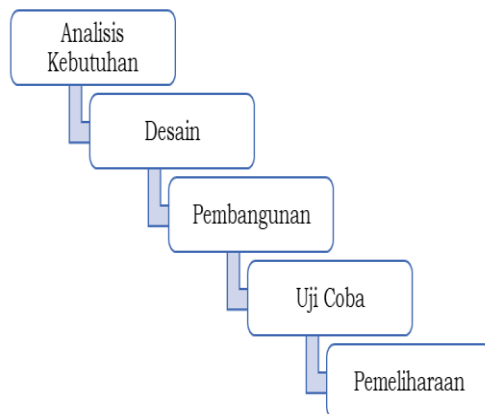 Analisis
Kebutuhan
Desain
Pembangunan
Uji Coba
Pemeliharaan